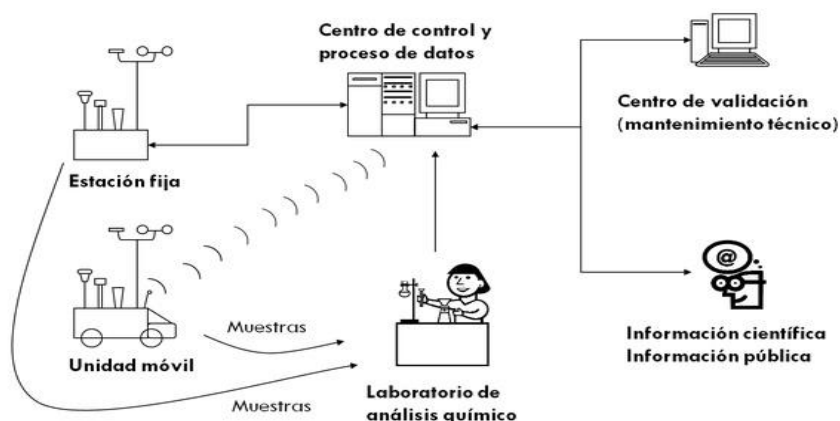 Centro de control y
proceso de datos
Centro de validación
(mantenimiento técnico)
Estación fija
@
Muestras
Unidad móvil
Información científica
Información pública
Laboratorio de
análisis químico
Muestras